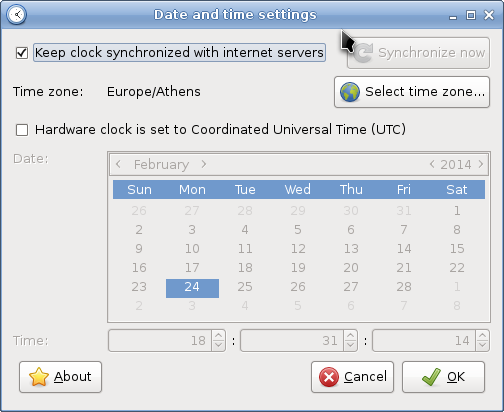 Date and time settings
Keep clock synchronized with internet servers
Synchronize now
Time zone: Europe/Athens
Select time zone...
Hardware clock is set to Coordinated Universal Time (UTC)
Date:
< February > < 2014 >
Sun Mon Tue Wed Thu Fri Sat
26 27 28 29 30 31 1
2 3 4 5 6 7 8
9 10 11 12 13 14 15
16 17 18 19 20 21 22
23 24 25 26 27 28 1
2 3 4 5 6 7 8
Time: 18 : 31 : 14
About Cancel OK